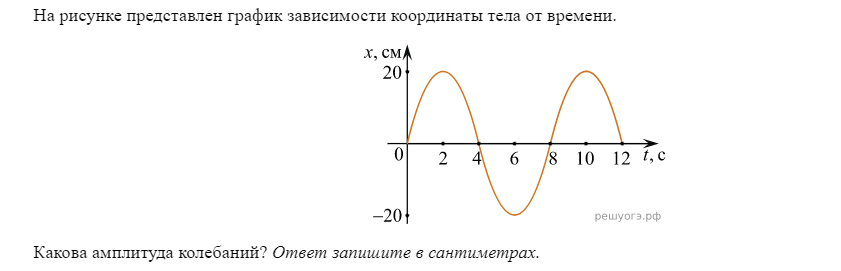 На рисунке представлен график зависимости координаты тела от времени.
x, см
20
0 2 4 6 8 10 12 t, с
−20
решуогэ.рф
Какова амплитуда колебаний? Ответ запишите в сантиметрах.